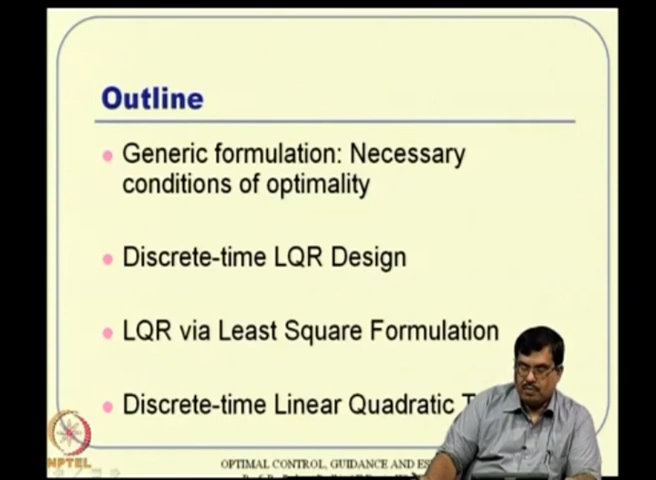 Outline
Generic formulation: Necessary
conditions of optimality
Discrete-time LQR Design
LQR via Least Square Formulation
Discrete-time Linear Quadratic
NPTEL
OPTIMAL CONTROL, GUIDANCE AND